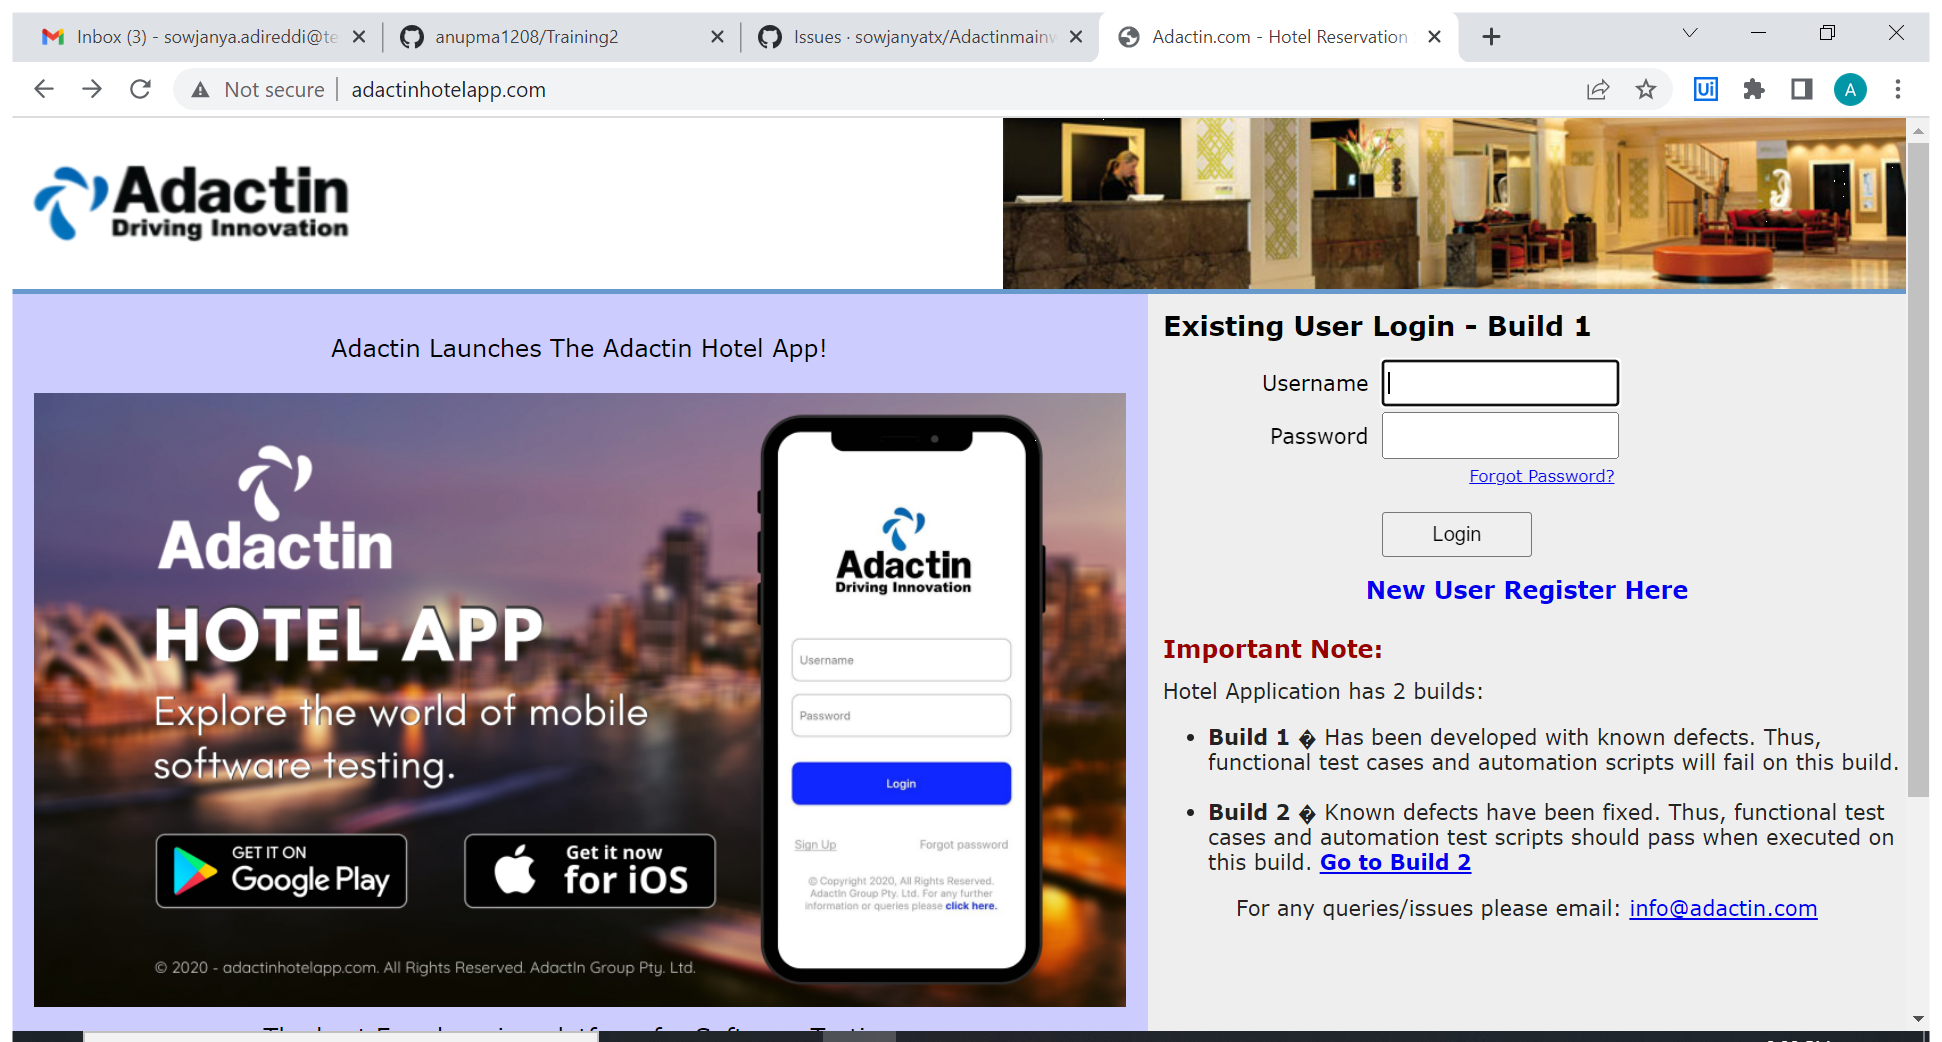 Inbox (3) - sowjanya.adireddi@te
anupma1208/Training2
Issues · sowjanyatx/Adactinmainw
Adactin.com - Hotel Reservation
Not secure
adactinhotelapp.com
Ui
A
Adactin
Driving Innovation
Adactin Launches The Adactin Hotel App!
Adactin
HOTEL APP
Explore the world of mobile
software testing.
GET IT ON
Google Play
Get it now
for iOS
© 2020 - adactinhotelapp.com. All Rights Reserved. AdactIn Group Pty. Ltd.
Adactin
Driving Innovation
Username
Password
Login
Sign Up
Forgot password
© Copyright 2020, All Rights Reserved.
AdactIn Group Pty. Ltd. For any further
information or queries please click here.
Existing User Login - Build 1
Username
Password
Forgot Password?
Login
New User Register Here
Important Note:
Hotel Application has 2 builds:
• Build 1 � Has been developed with known defects. Thus,
functional test cases and automation scripts will fail on this build.
• Build 2 � Known defects have been fixed. Thus, functional test
cases and automation test scripts should pass when executed on
this build. Go to Build 2
For any queries/issues please email: info@adactin.com